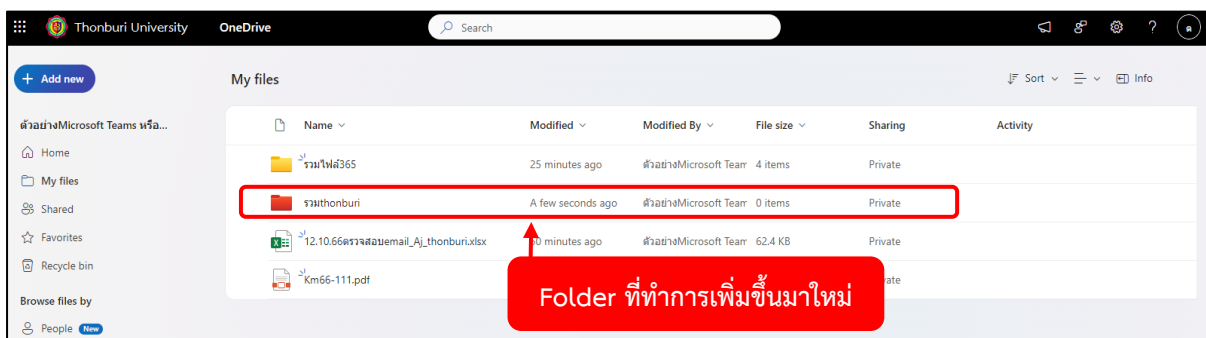 Thonburi University OneDrive Search ?
+ Add new My files Sort Info
ตัวอย่างMicrosoft Teams หรือ... Name Modified Modified By File size Sharing Activity
Home
รวมไฟล์365 25 minutes ago ตัวอย่างMicrosoft Team 4 items Private
My files
รวมthonburi A few seconds ago ตัวอย่างMicrosoft Team 0 items Private
Shared
Favorites
12.10.66ตรวจสอบemail_Aj_thonburi.xlsx minutes ago ตัวอย่างMicrosoft Team 62.4 KB Private
Recycle bin
Km66-111.pdf
Folder ที่ทำการเพิ่มขึ้นมาใหม่
Browse files by
People New